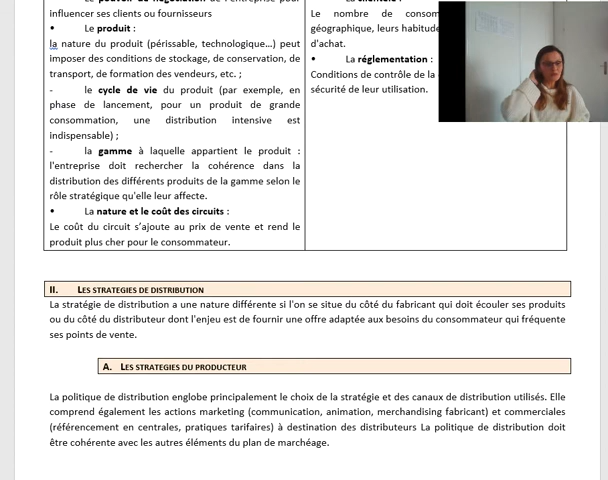 influencer ses clients ou fournisseurs
• Le produit :
la nature du produit (périssable, technologique...) peut
imposer des conditions de stockage, de conservation, de
transport, de formation des vendeurs, etc. ;
- le cycle de vie du produit (par exemple, en
phase de lancement, pour un produit de grande
consommation, une distribution intensive est
indispensable) ;
- la gamme à laquelle appartient le produit :
l'entreprise doit rechercher la cohérence dans la
distribution des différents produits de la gamme selon le
rôle stratégique qu'elle leur affecte.
• La nature et le coût des circuits :
Le coût du circuit s'ajoute au prix de vente et rend le
produit plus cher pour le consommateur.
Le nombre de
géographique, leurs
d'achat.
• La réglementation :
Conditions de contrôle de la
sécurité de leur utilisation.
II. LES STRATEGIES DE DISTRIBUTION
La stratégie de distribution a une nature différente si l'on se situe du côté du fabricant qui doit écouler ses produits
ou du côté du distributeur dont l'enjeu est de fournir une offre adaptée aux besoins du consommateur qui fréquente
ses points de vente.
A. LES STRATEGIES DU PRODUCTEUR
La politique de distribution englobe principalement le choix de la stratégie et des canaux de distribution utilisés. Elle
comprend également les actions marketing (communication, animation, merchandising fabricant) et commerciales
(référencement en centrales, pratiques tarifaires) à destination des distributeurs La politique de distribution doit
être cohérente avec les autres éléments du plan de marchéage.